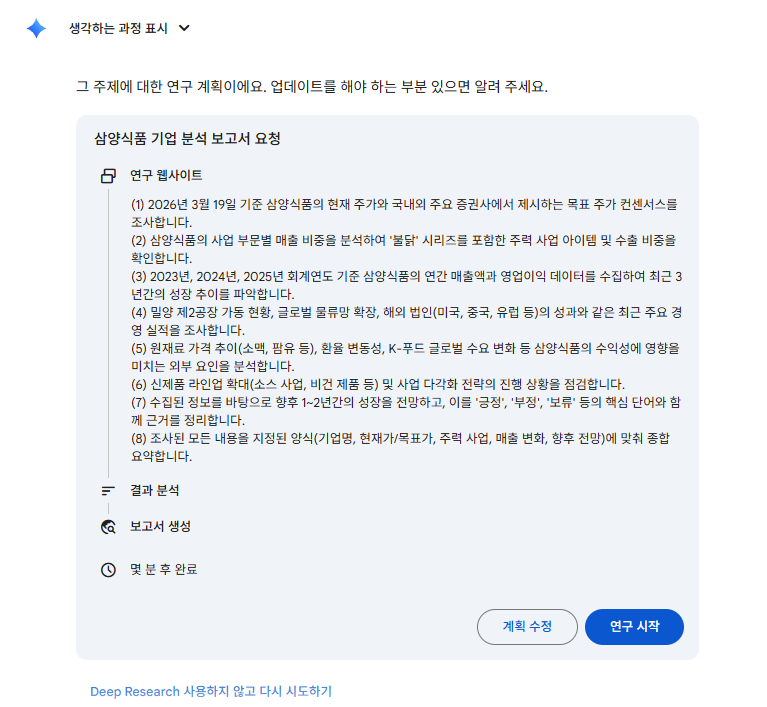 생각하는 과정 표시
그 주제에 대한 연구 계획이에요. 업데이트를 해야 하는 부분 있으면 알려 주세요.
삼양식품 기업 분석 보고서 요청
연구 웹사이트
(1) 2026년 3월 19일 기준 삼양식품의 현재 주가와 국내외 주요 증권사에서 제시하는 목표 주가 컨센서스를
조사합니다.
(2) 삼양식품의 사업 부문별 매출 비중을 분석하여 '불닭' 시리즈를 포함한 주력 사업 아이템 및 수출 비중을
확인합니다.
(3) 2023년, 2024년, 2025년 회계연도 기준 삼양식품의 연간 매출액과 영업이익 데이터를 수집하여 최근 3
년간의 성장 추이를 파악합니다.
(4) 밀양 제2공장 가동 현황, 글로벌 물류망 확장, 해외 법인(미국, 중국, 유럽 등)의 성과와 같은 최근 주요 경
영 실적을 조사합니다.
(5) 원재료 가격 추이(소맥, 팜유 등), 환율 변동성, K-푸드 글로벌 수요 변화 등 삼양식품의 수익성에 영향을
미치는 외부 요인을 분석합니다.
(6) 신제품 라인업 확대(소스 사업, 비건 제품 등) 및 사업 다각화 전략의 진행 상황을 점검합니다.
(7) 수집된 정보를 바탕으로 향후 1~2년간의 성장을 전망하고, 이를 '긍정', '부정', '보류' 등의 핵심 단어와 함
께 근거를 정리합니다.
(8) 조사된 모든 내용을 지정된 양식(기업명, 현재가/목표가, 주력 사업, 매출 변화, 향후 전망)에 맞춰 종합
요약합니다.
결과 분석
보고서 생성
몇 분 후 완료
계획 수정
연구 시작
Deep Research 사용하지 않고 다시 시도하기